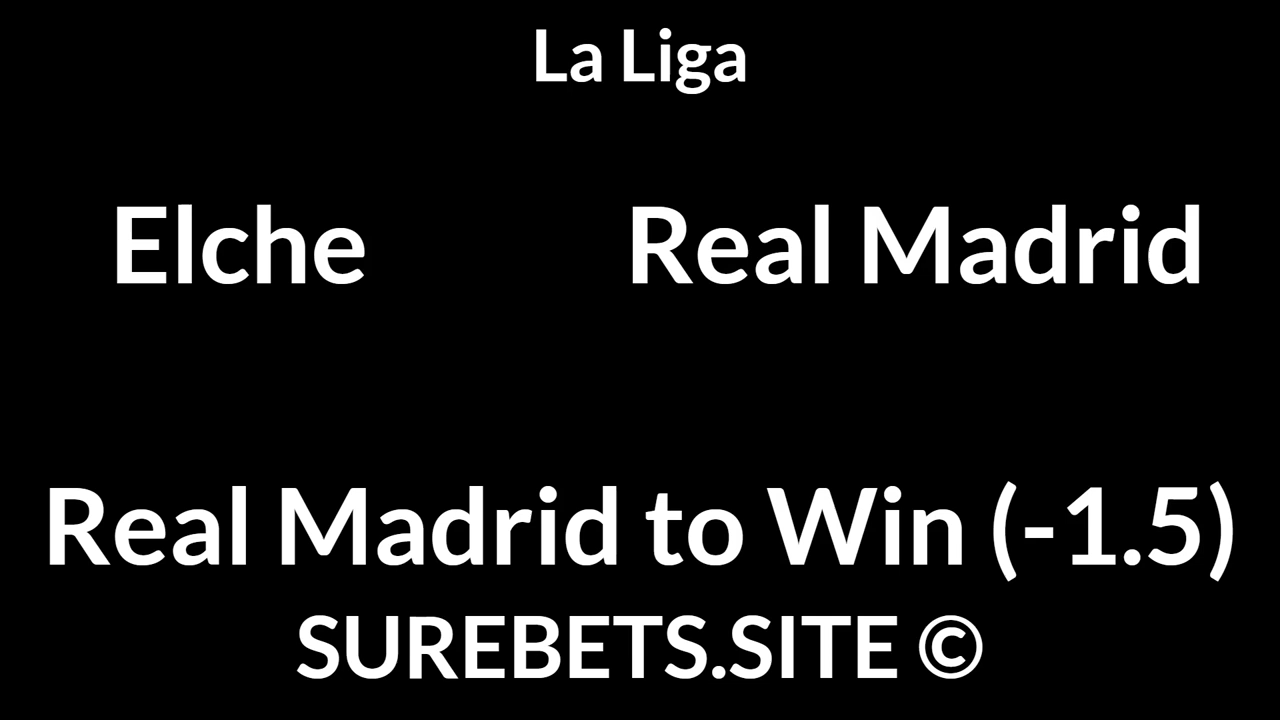 La Liga
Elche Real Madrid
Real Madrid to Win (-1.5)
SUREBETS.SITE ©